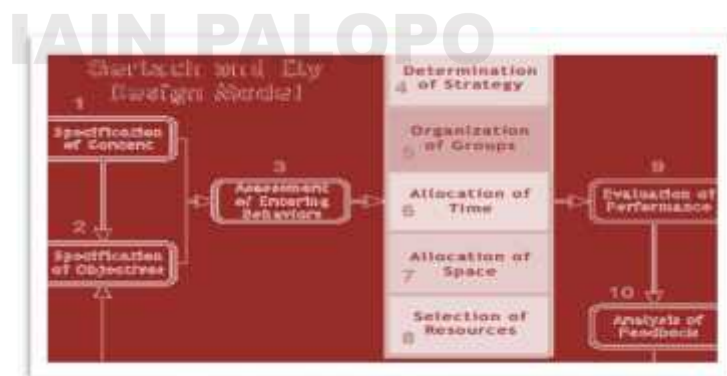 IAIN PALOPO
Gerlach and Ely
Design Model
1
Specification
of Content
2
Specification
of Objectives
3
Assessment
of Entering
Behaviors
4
Determination
of Strategy
5
Organization
of Groups
6
Allocation of
Time
7
Allocation of
Space
8
Selection of
Resources
9
Evaluation of
Performance
10
Analysis of
Feedback